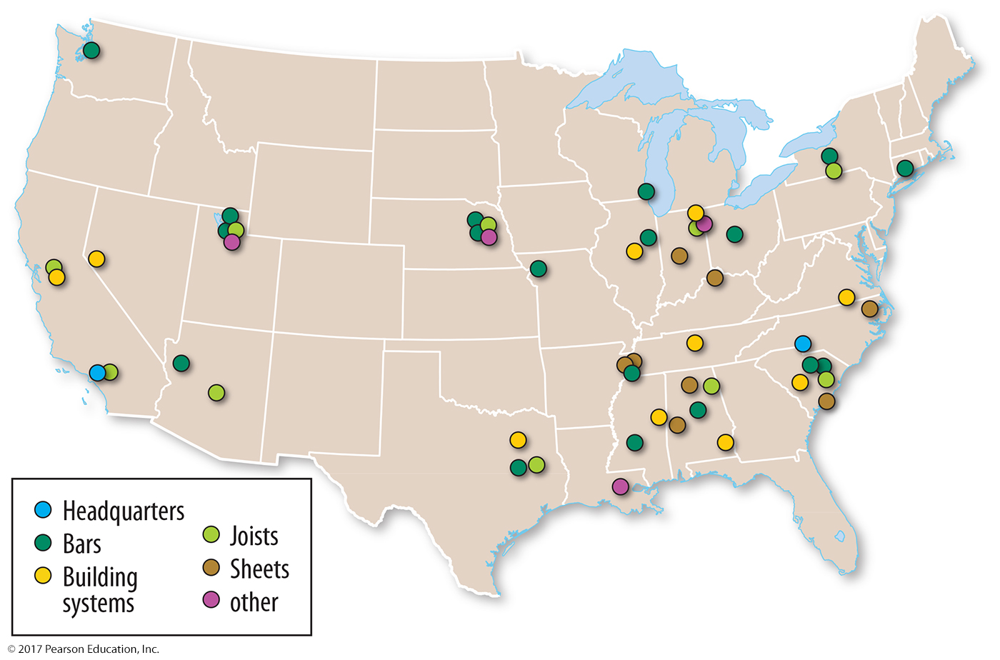 Headquarters
Bars
Building
systems
Joists
Sheets
other
© 2017 Pearson Education, Inc.